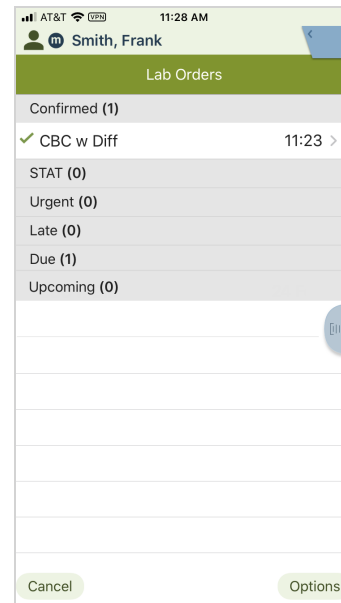 AT&T VPN 11:28 AM
m Smith, Frank
Lab Orders
Confirmed (1)
CBC w Diff 11:23
STAT (0)
Urgent (0)
Late (0)
Due (1)
Upcoming (0)
Cancel Options